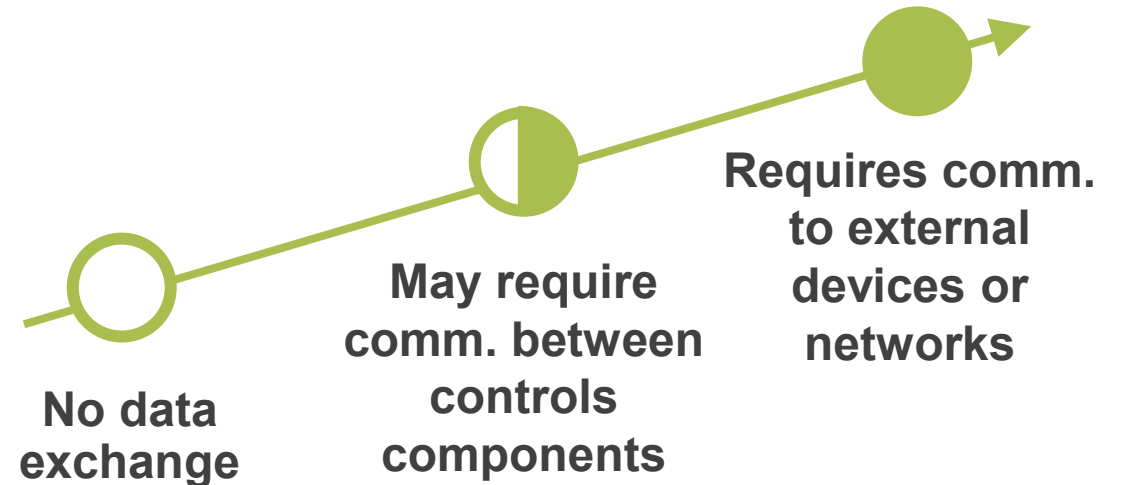 No data
exchange
May require
comm. between
controls
components
Requires comm.
to external
devices or
networks